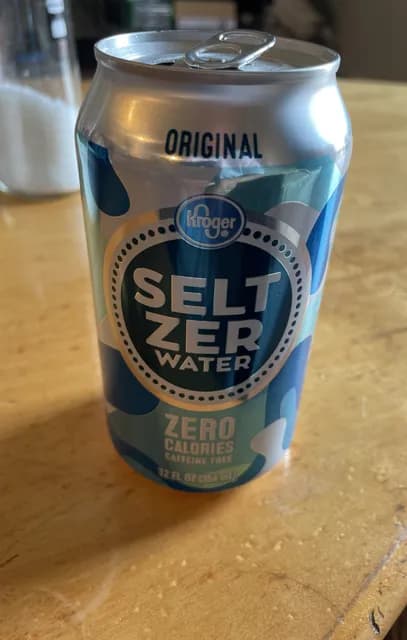 ORIGINAL
Kroger
SELT
ZER
WATER
ZERO
CALORIES
CAFFEINE FREE
12 FL OZ (355 mL)